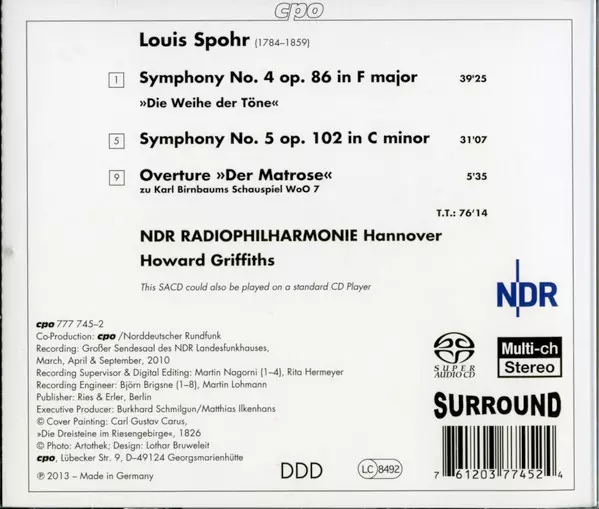 cpo
Louis Spohr (1784–1859)
1 Symphony No. 4 op. 86 in F major 39'25
»Die Weihe der Töne«
5 Symphony No. 5 op. 102 in C minor 31'07
9 Overture »Der Matrose« 5'35
zu Karl Birnbaums Schauspiel WoO 7
T.T.: 76'14
NDR RADIOPHILHARMONIE Hannover
Howard Griffiths
This SACD could also be played on a standard CD Player
NDR
cpo 777 745–2
Co-Production: cpo /Norddeutscher Rundfunk
Recording: Großer Sendesaal des NDR Landesfunkhauses,
March, April & September, 2010
Recording Supervisor & Digital Editing: Martin Nagorni (1–4), Rita Hermeyer
Recording Engineer: Björn Brigsne (1–8), Martin Lohmann
Publisher: Ries & Erler, Berlin
Executive Producer: Burkhard Schmilgun/Matthias Ilkenhans
© Cover Painting: Carl Gustav Carus,
»Die Dreisteine im Riesengebirge«, 1826
© Photo: Artothek; Design: Lothar Bruweleit
cpo, Lübecker Str. 9, D–49124 Georgsmarienhütte
℗ 2013 – Made in Germany
DDD
LC 8492
SUPER AUDIO CD
Multi-ch
Stereo
SURROUND
7 61203 77452 4